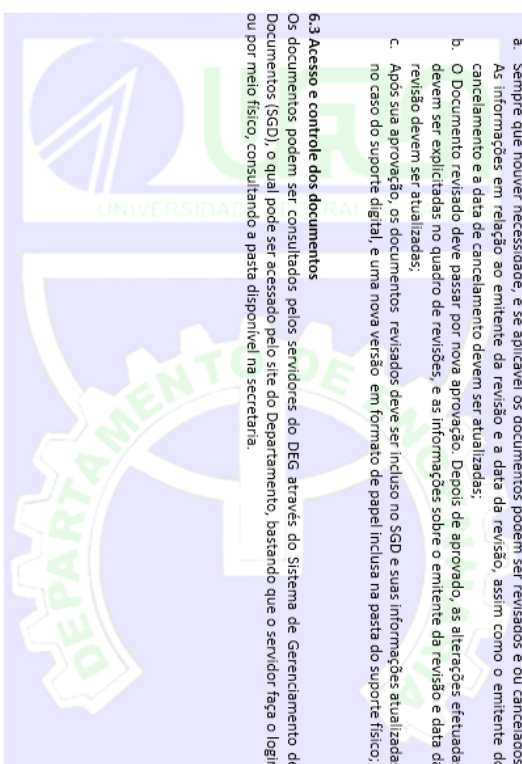 a. Sempre que houver necessidade, e se aplicável os documentos podem ser revisados e ou cancelados
As informações em relação ao emitente da revisão e a data da revisão, assim como o emitente do
cancelamento e a data de cancelamento devem ser atualizadas;
b. O Documento revisado deve passar por nova aprovação. Depois de aprovado, as alterações efetuadas
devem ser explicitadas no quadro de revisões, e as informações sobre o emitente da revisão e data da
revisão devem ser atualizadas;
c. Após sua aprovação, os documentos revisados deve ser incluso no SGD e suas informações atualizadas
no caso do suporte digital, e uma nova versão em formato de papel inclusa na pasta do suporte físico;
6.3 Acesso e controle dos documentos
Os documentos podem ser consultados pelos servidores do DEG através do Sistema de Gerenciamento de
Documentos (SGD), o qual pode ser acessado pelo site do Departamento, bastando que o servidor faça o login
ou por meio físico, consultando a pasta disponível na secretaria.
UNIVERSIDADE
DEPARTAMENTO DE